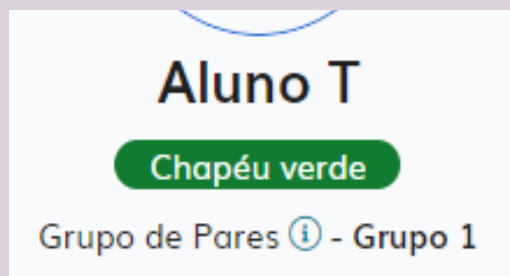 Aluno T
Chapéu verde
Grupo de Pares ⓘ - Grupo 1